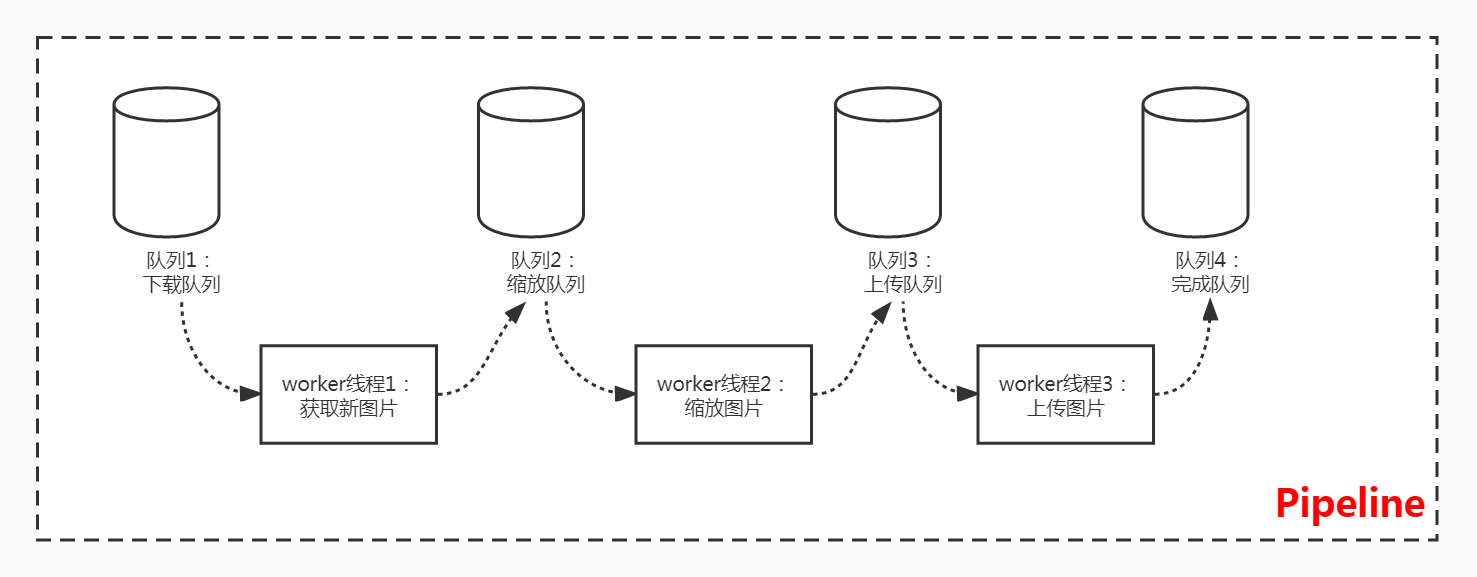 队列1：
下载队列
队列2：
缩放队列
队列3：
上传队列
队列4：
完成队列
worker线程1：
获取新图片
worker线程2：
缩放图片
worker线程3：
上传图片
Pipeline